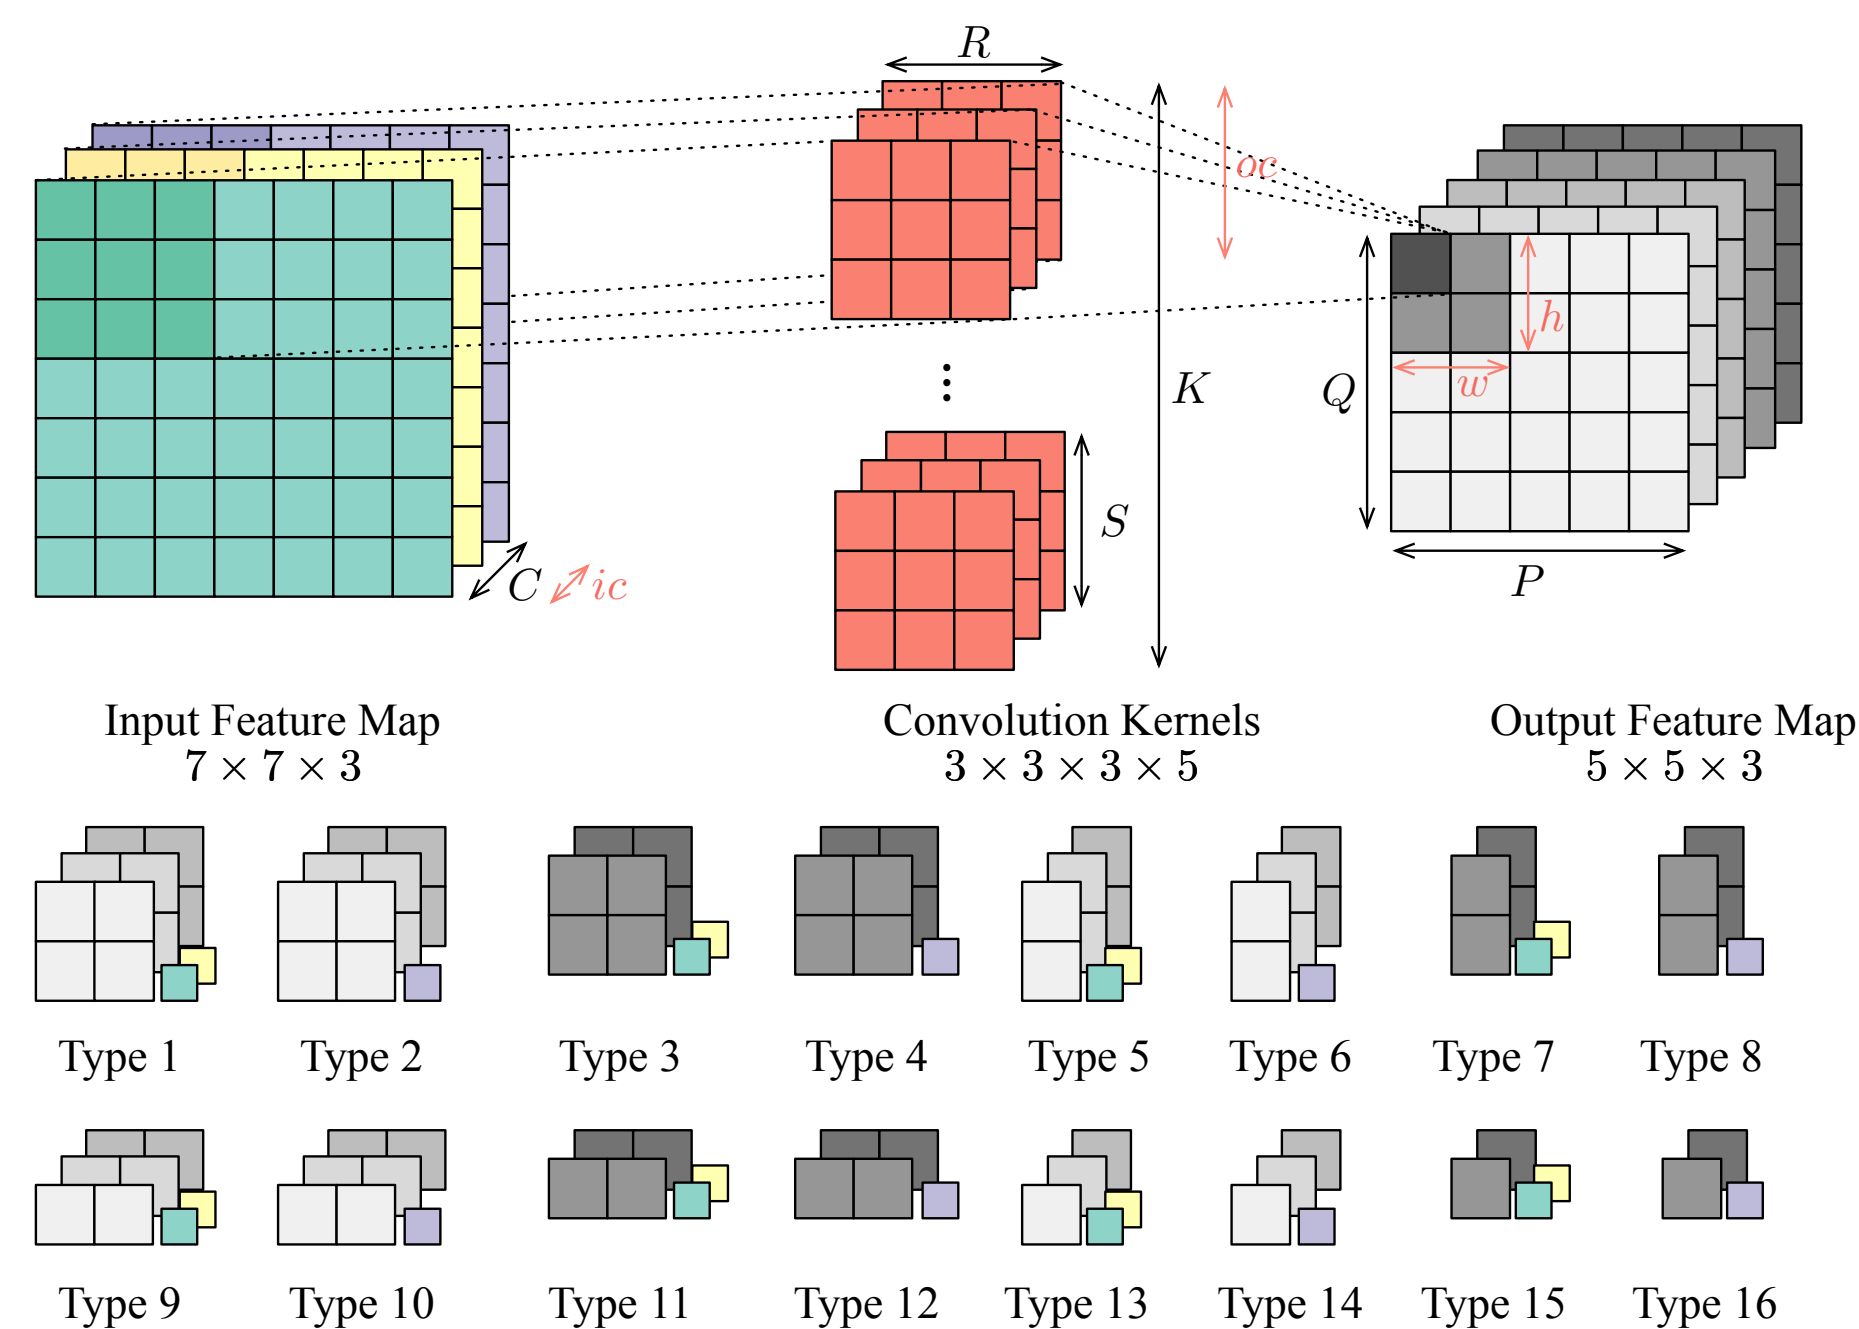 R
oc
K
Q
h
w
S
P
C
ic
Input Feature Map
7 × 7 × 3
Convolution Kernels
3 × 3 × 3 × 5
Output Feature Map
5 × 5 × 3
Type 1 Type 2 Type 3 Type 4 Type 5 Type 6 Type 7 Type 8
Type 9 Type 10 Type 11 Type 12 Type 13 Type 14 Type 15 Type 16